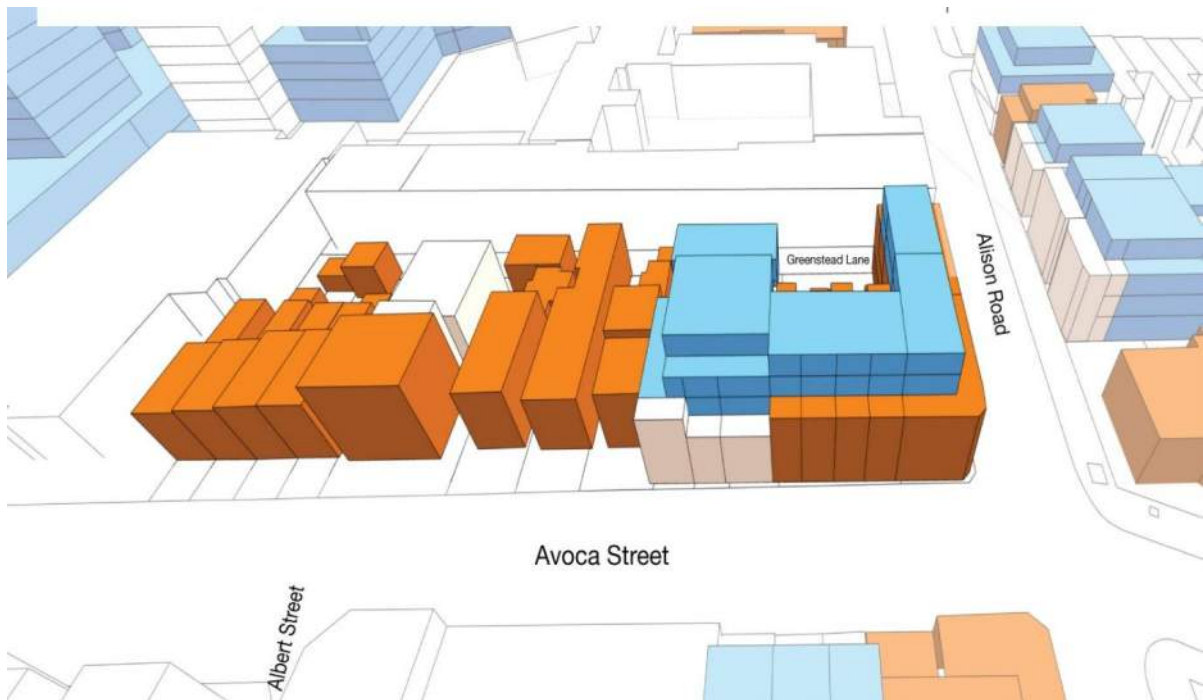 Greenstead Lane
Alison Road
Avoca Street
Albert Street